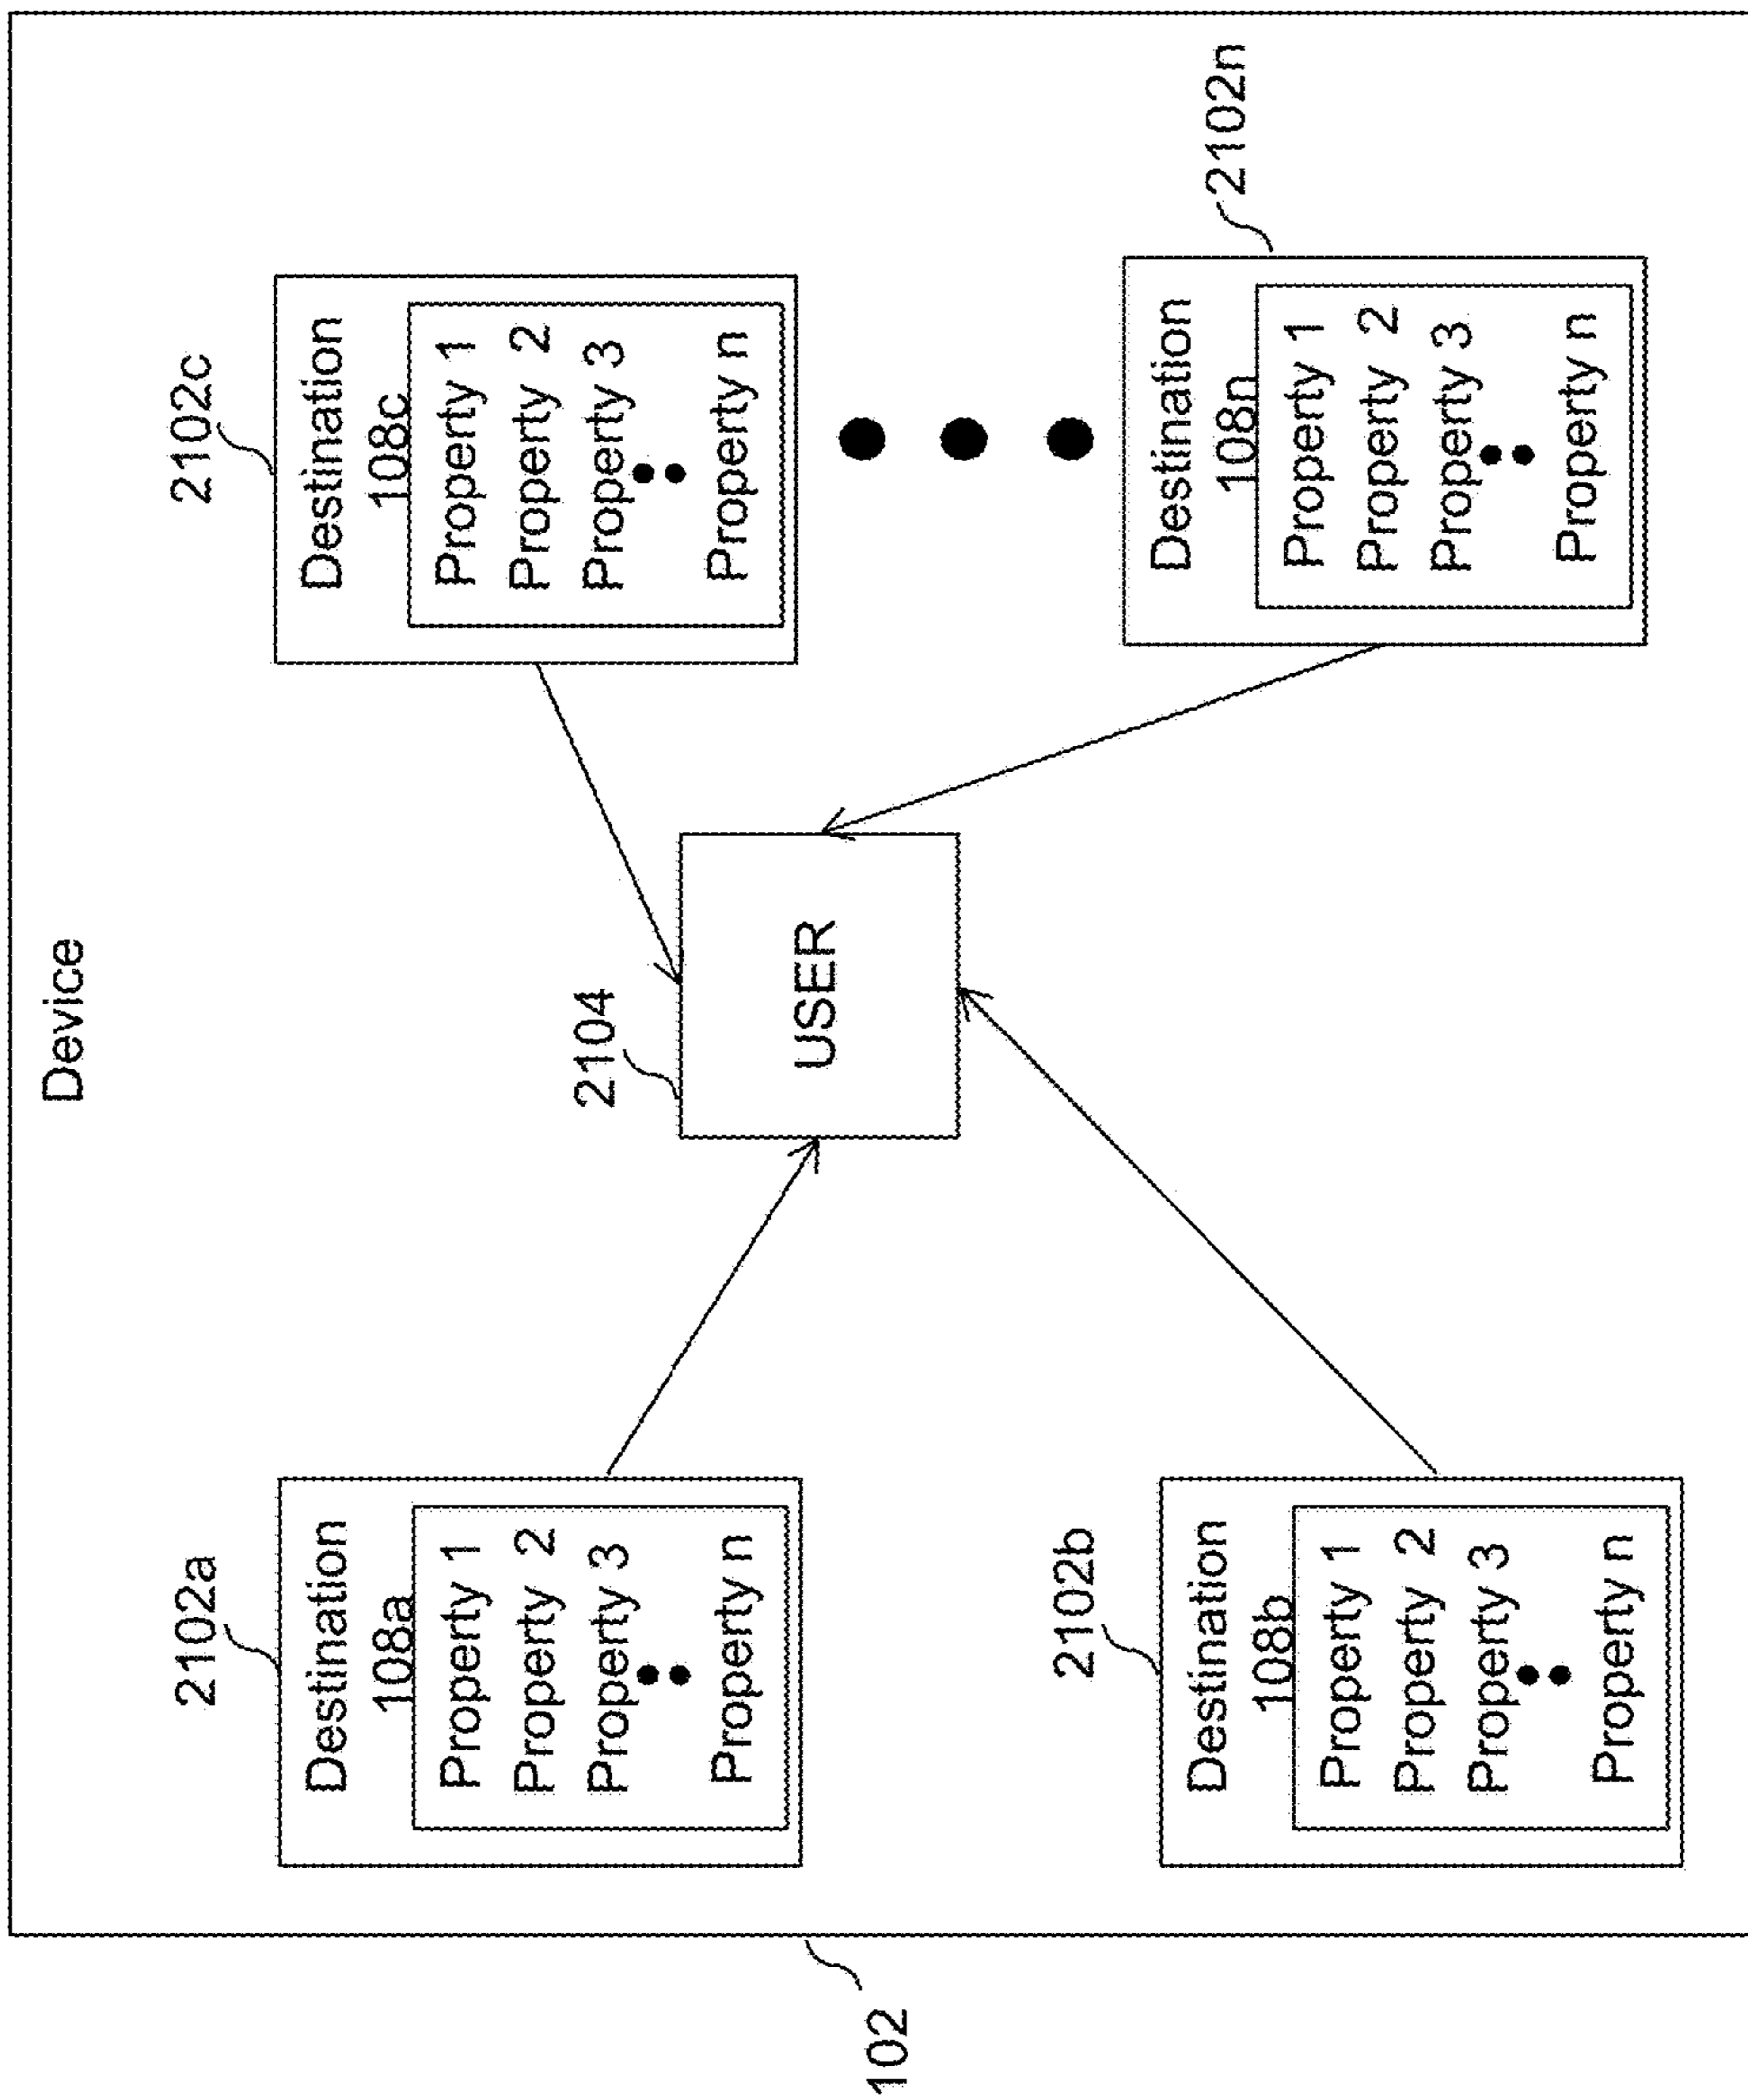 Device
2102a
Destination
108a
Property 1
Property 2
Property 3
Property n
2102c
Destination
108c
Property 1
Property 2
Property 3
Property n
2104
USER
2102b
Destination
108b
Property 1
Property 2
Property 3
Property n
2102n
Destination
108n
Property 1
Property 2
Property 3
Property n
102